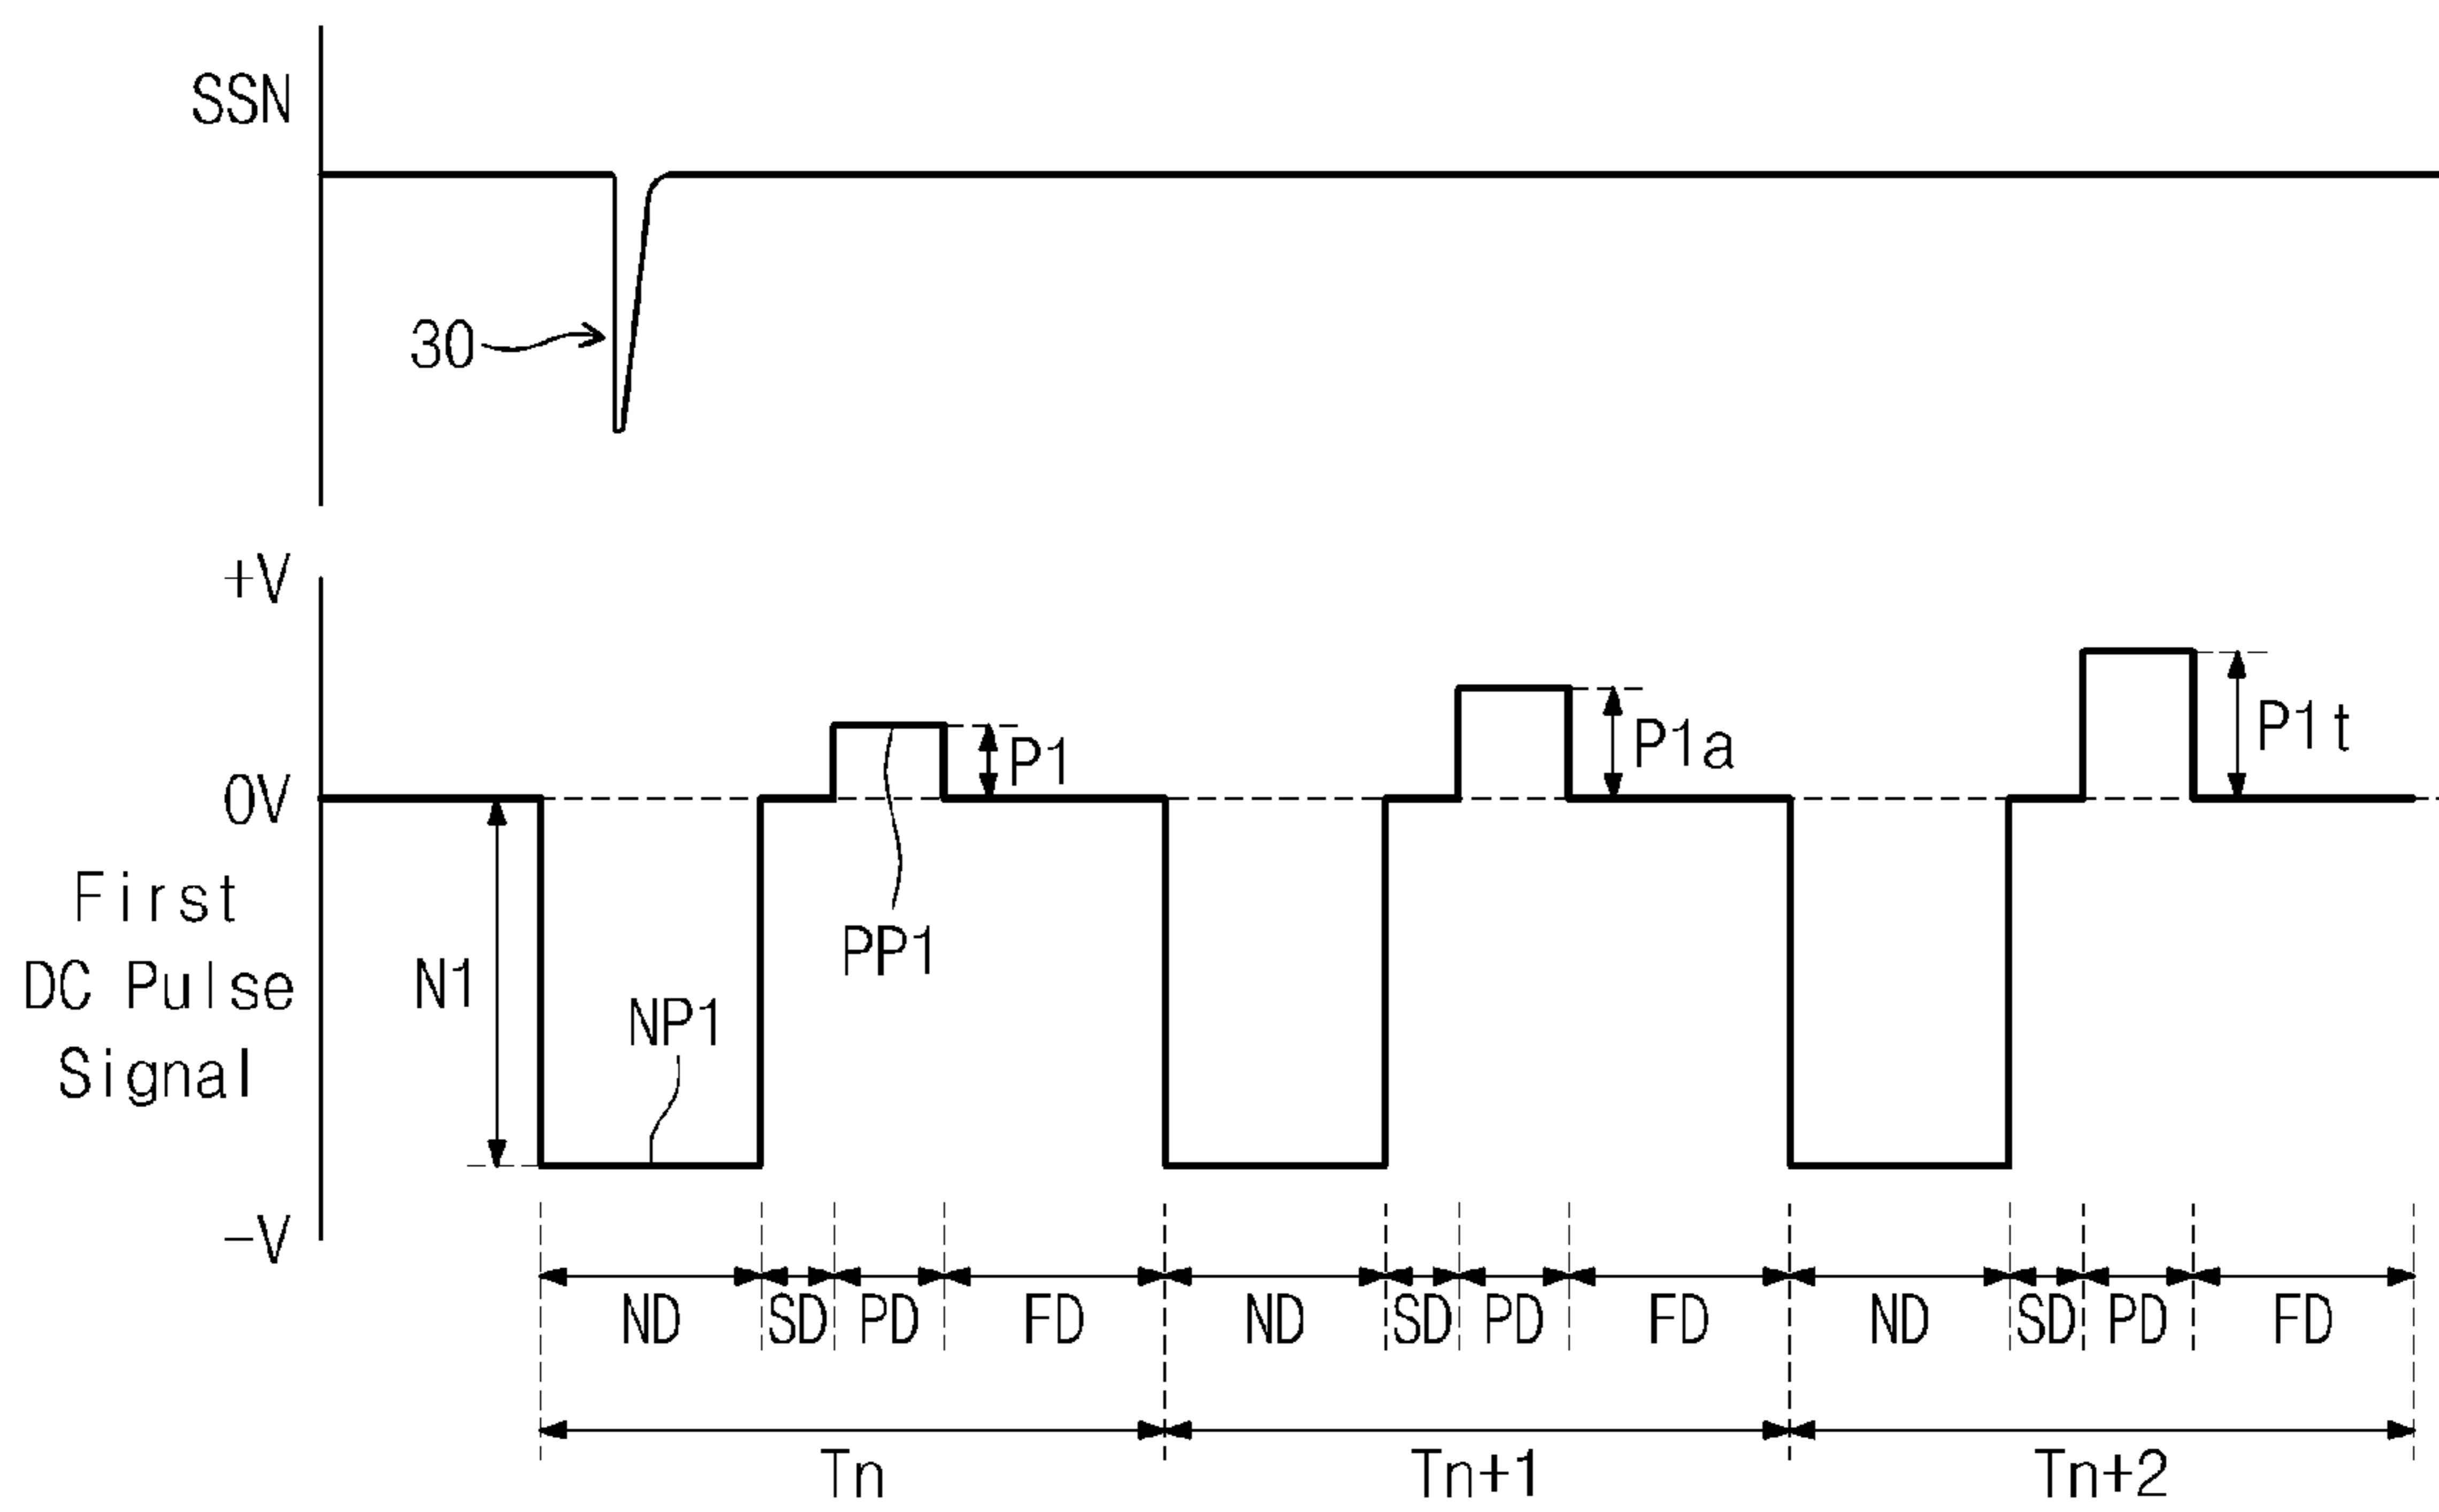 SSN
30
+V
0V
First
DC Pulse
Signal
-V
N1
NP1
PP1
P1
P1a
P1t
ND SD PD FD ND SD PD FD ND SD PD FD
Tn Tn+1 Tn+2